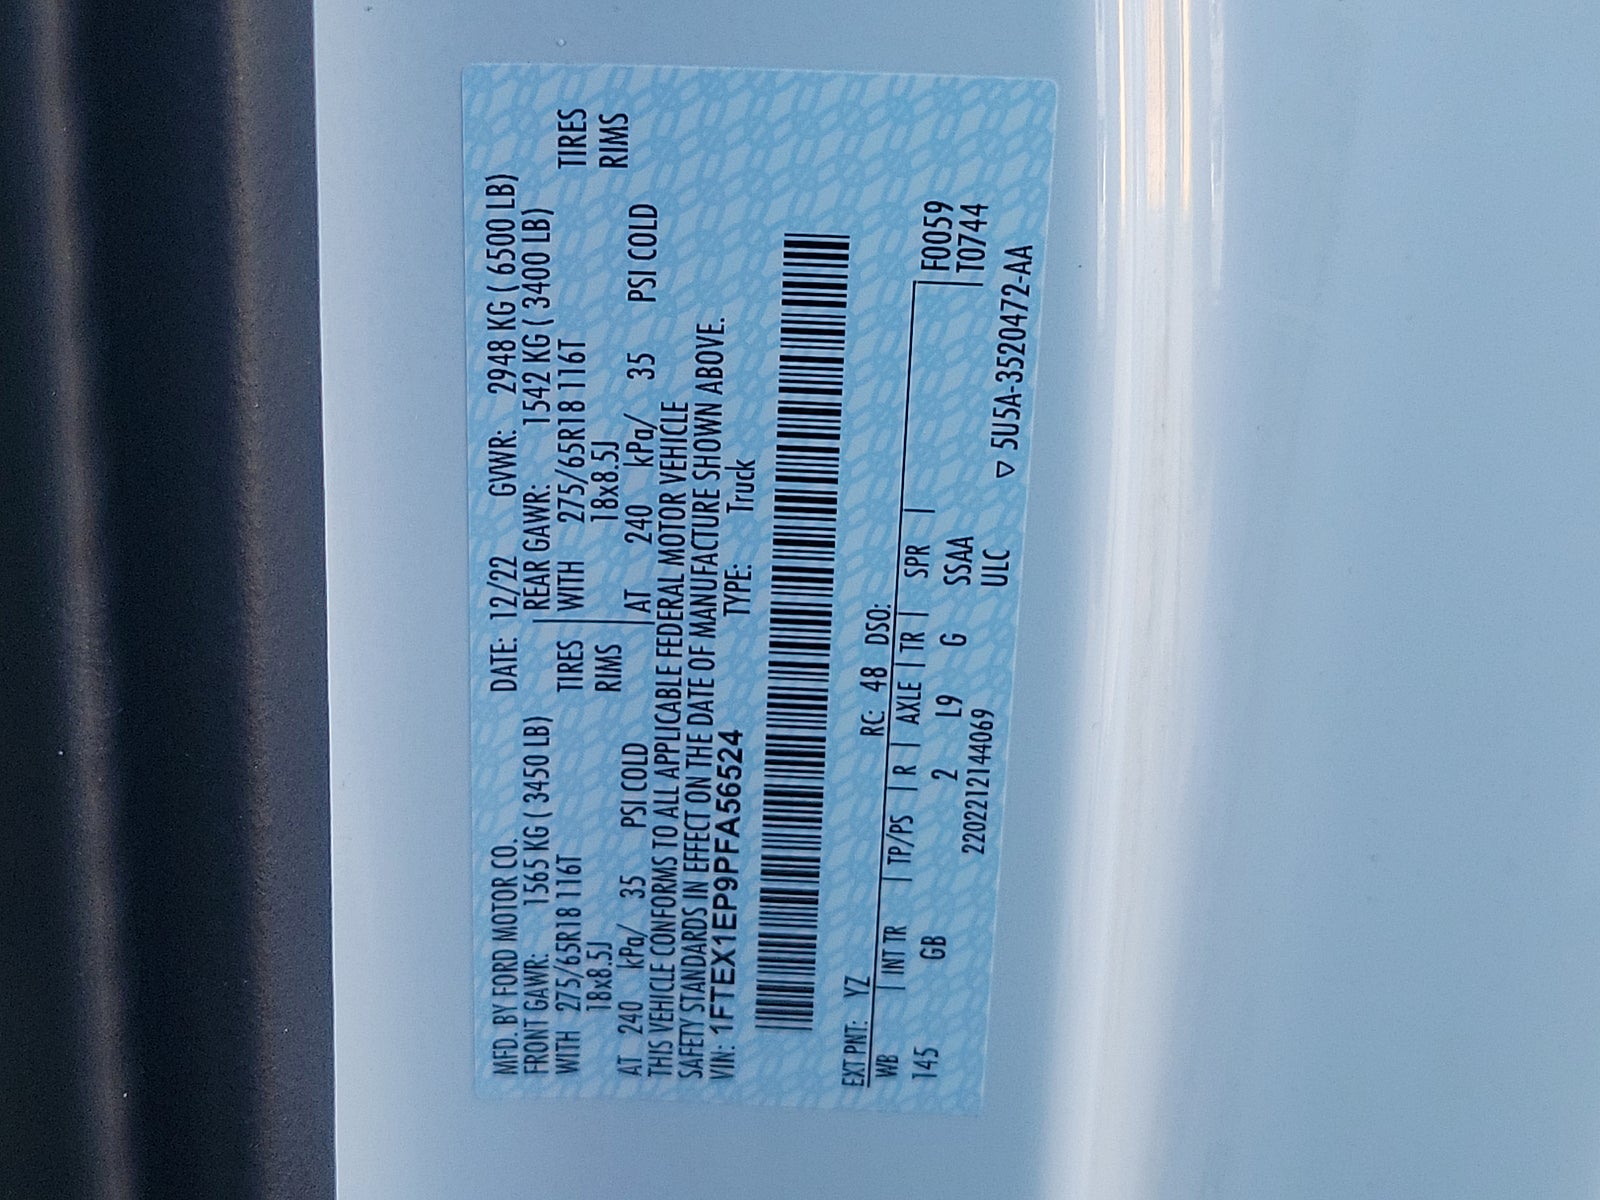 MFD. BY FORD MOTOR CO. DATE: 12/22 GVWR: 2948 KG ( 6500 LB)
FRONT GAWR: 1565 KG ( 3450 LB) REAR GAWR: 1542 KG ( 3400 LB)
WITH 275/65R18 116T TIRES WITH 275/65R18 116T TIRES
18x8.5J RIMS 18x8.5J RIMS
AT 240 kPa/ 35 PSI COLD AT 240 kPa/ 35 PSI COLD
THIS VEHICLE CONFORMS TO ALL APPLICABLE FEDERAL MOTOR VEHICLE
SAFETY STANDARDS IN EFFECT ON THE DATE OF MANUFACTURE SHOWN ABOVE.
VIN: 1FTEX1EP9PFA56524 TYPE: Truck
EXT PNT: YZ RC: 48 DSO:
WB | INT TR | TP/PS | R | AXLE | TR | SPR | F0059
145 GB 2 L9 G SSAA T0744
2202212144069 ULC ▽ 5U5A-3520472-AA